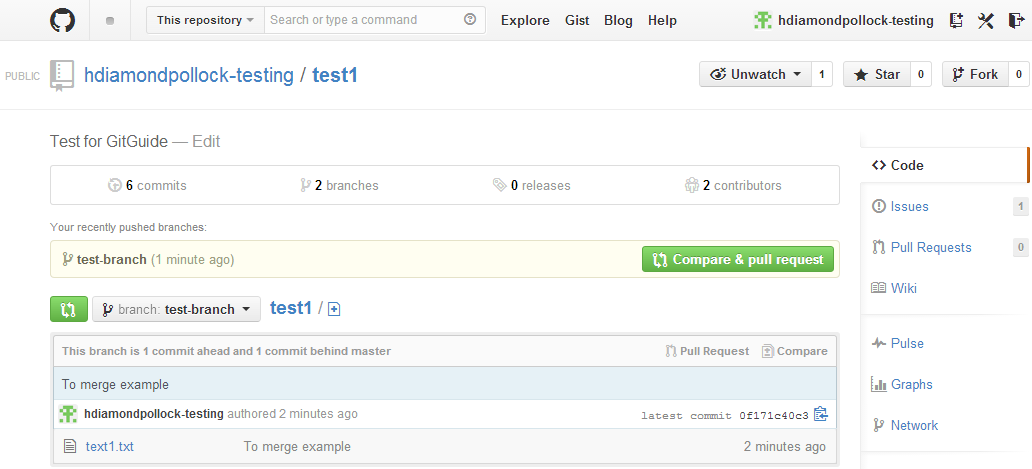 This repository Search or type a command Explore Gist Blog Help hdiamondpollock-testing
PUBLIC hdiamondpollock-testing / test1 Unwatch 1 Star 0 Fork 0
Test for GitGuide — Edit
6 commits 2 branches 0 releases 2 contributors
Your recently pushed branches:
test-branch (1 minute ago) Compare & pull request
branch: test-branch test1 /
This branch is 1 commit ahead and 1 commit behind master Pull Request Compare
To merge example
hdiamondpollock-testing authored 2 minutes ago latest commit 0f171c40c3
text1.txt To merge example 2 minutes ago
Code
Issues 1
Pull Requests 0
Wiki
Pulse
Graphs
Network